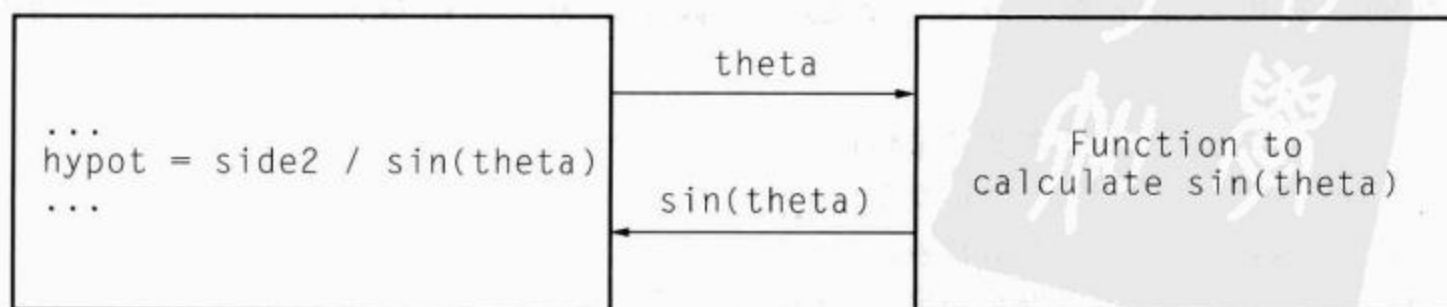 ...
hypot = side2 / sin(theta)
...
theta
sin(theta)
Function to
calculate sin(theta)